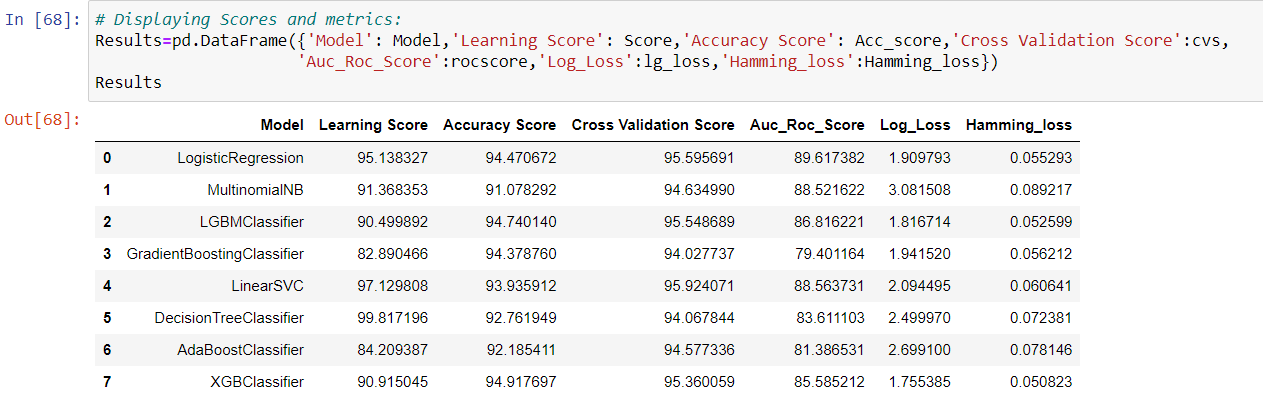 In [68]: # Displaying Scores and metrics:
Results=pd.DataFrame({'Model': Model,'Learning Score': Score,'Accuracy Score': Acc_score,'Cross Validation Score':cvs,
'Auc_Roc_Score':rocscore,'Log_Loss':lg_loss,'Hamming_loss':Hamming_loss})
Results
Out[68]:
Model Learning Score Accuracy Score Cross Validation Score Auc_Roc_Score Log_Loss Hamming_loss
0 LogisticRegression 95.138327 94.470672 95.595691 89.617382 1.909793 0.055293
1 MultinomialNB 91.368353 91.078292 94.634990 88.521622 3.081508 0.089217
2 LGBMClassifier 90.499892 94.740140 95.548689 86.816221 1.816714 0.052599
3 GradientBoostingClassifier 82.890466 94.378760 94.027737 79.401164 1.941520 0.056212
4 LinearSVC 97.129808 93.935912 95.924071 88.563731 2.094495 0.060641
5 DecisionTreeClassifier 99.817196 92.761949 94.067844 83.611103 2.499970 0.072381
6 AdaBoostClassifier 84.209387 92.185411 94.577336 81.386531 2.699100 0.078146
7 XGBClassifier 90.915045 94.917697 95.360059 85.585212 1.755385 0.050823